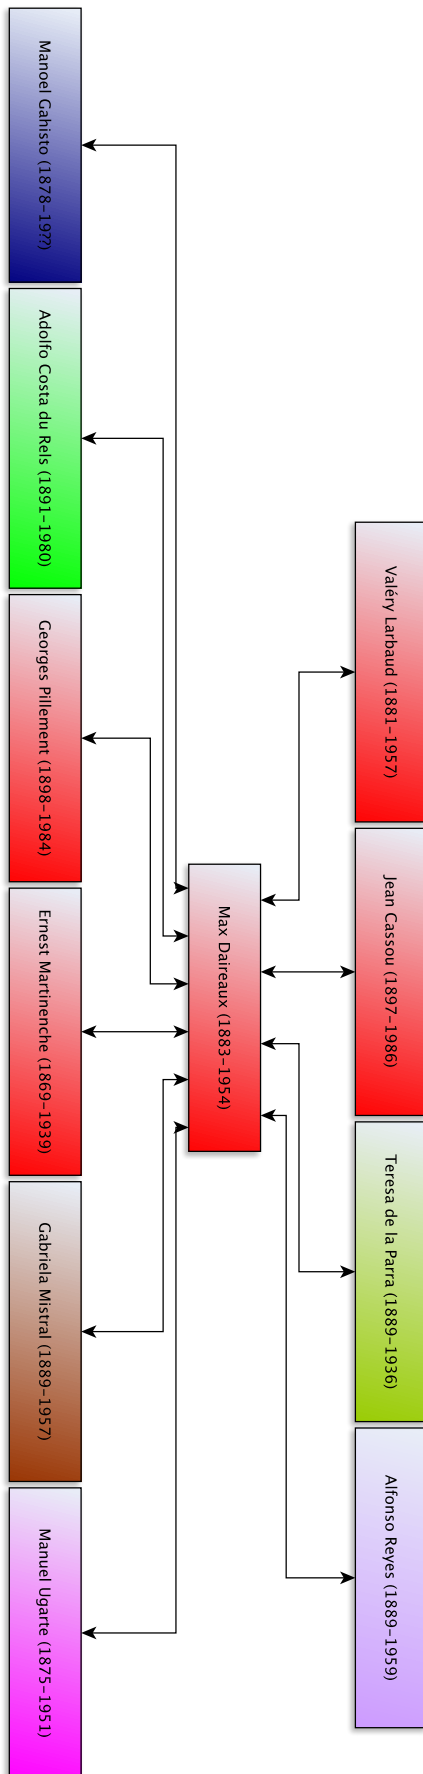 Valéry Larbaud (1881–1957)
Jean Cassou (1897–1986)
Teresa de la Parra (1889–1936)
Alfonso Reyes (1889–1959)
Max Daireaux (1883–1954)
Manoel Gahisto (1878–19??)
Adolfo Costa du Rels (1891–1980)
Georges Pillement (1898–1984)
Ernest Martinenche (1869–1939)
Gabriela Mistral (1889–1957)
Manuel Ugarte (1875–1951)